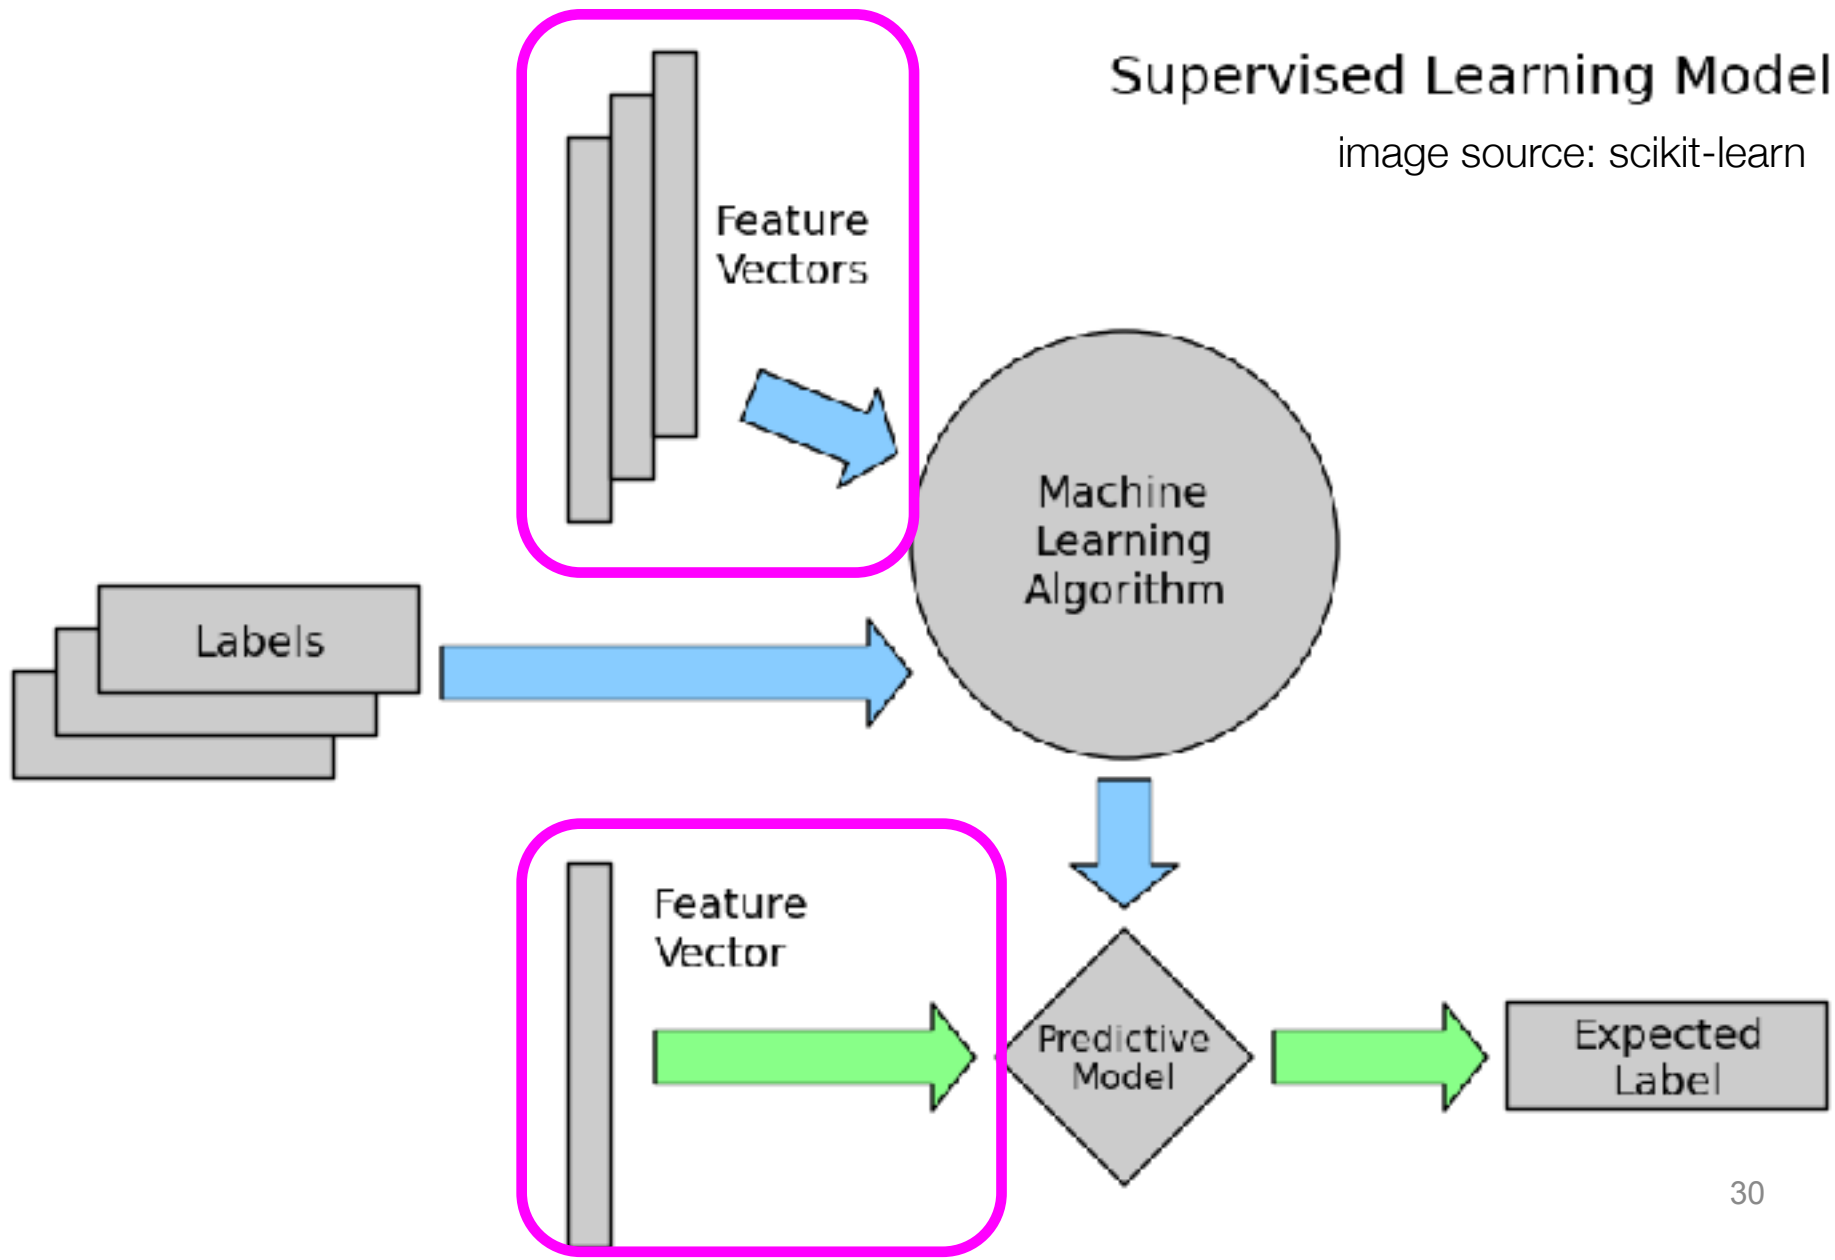 Supervised Learning Model
image source: scikit-learn
Feature
Vectors
Machine
Learning
Algorithm
Labels
Feature
Vector
Predictive
Model
Expected
Label
30